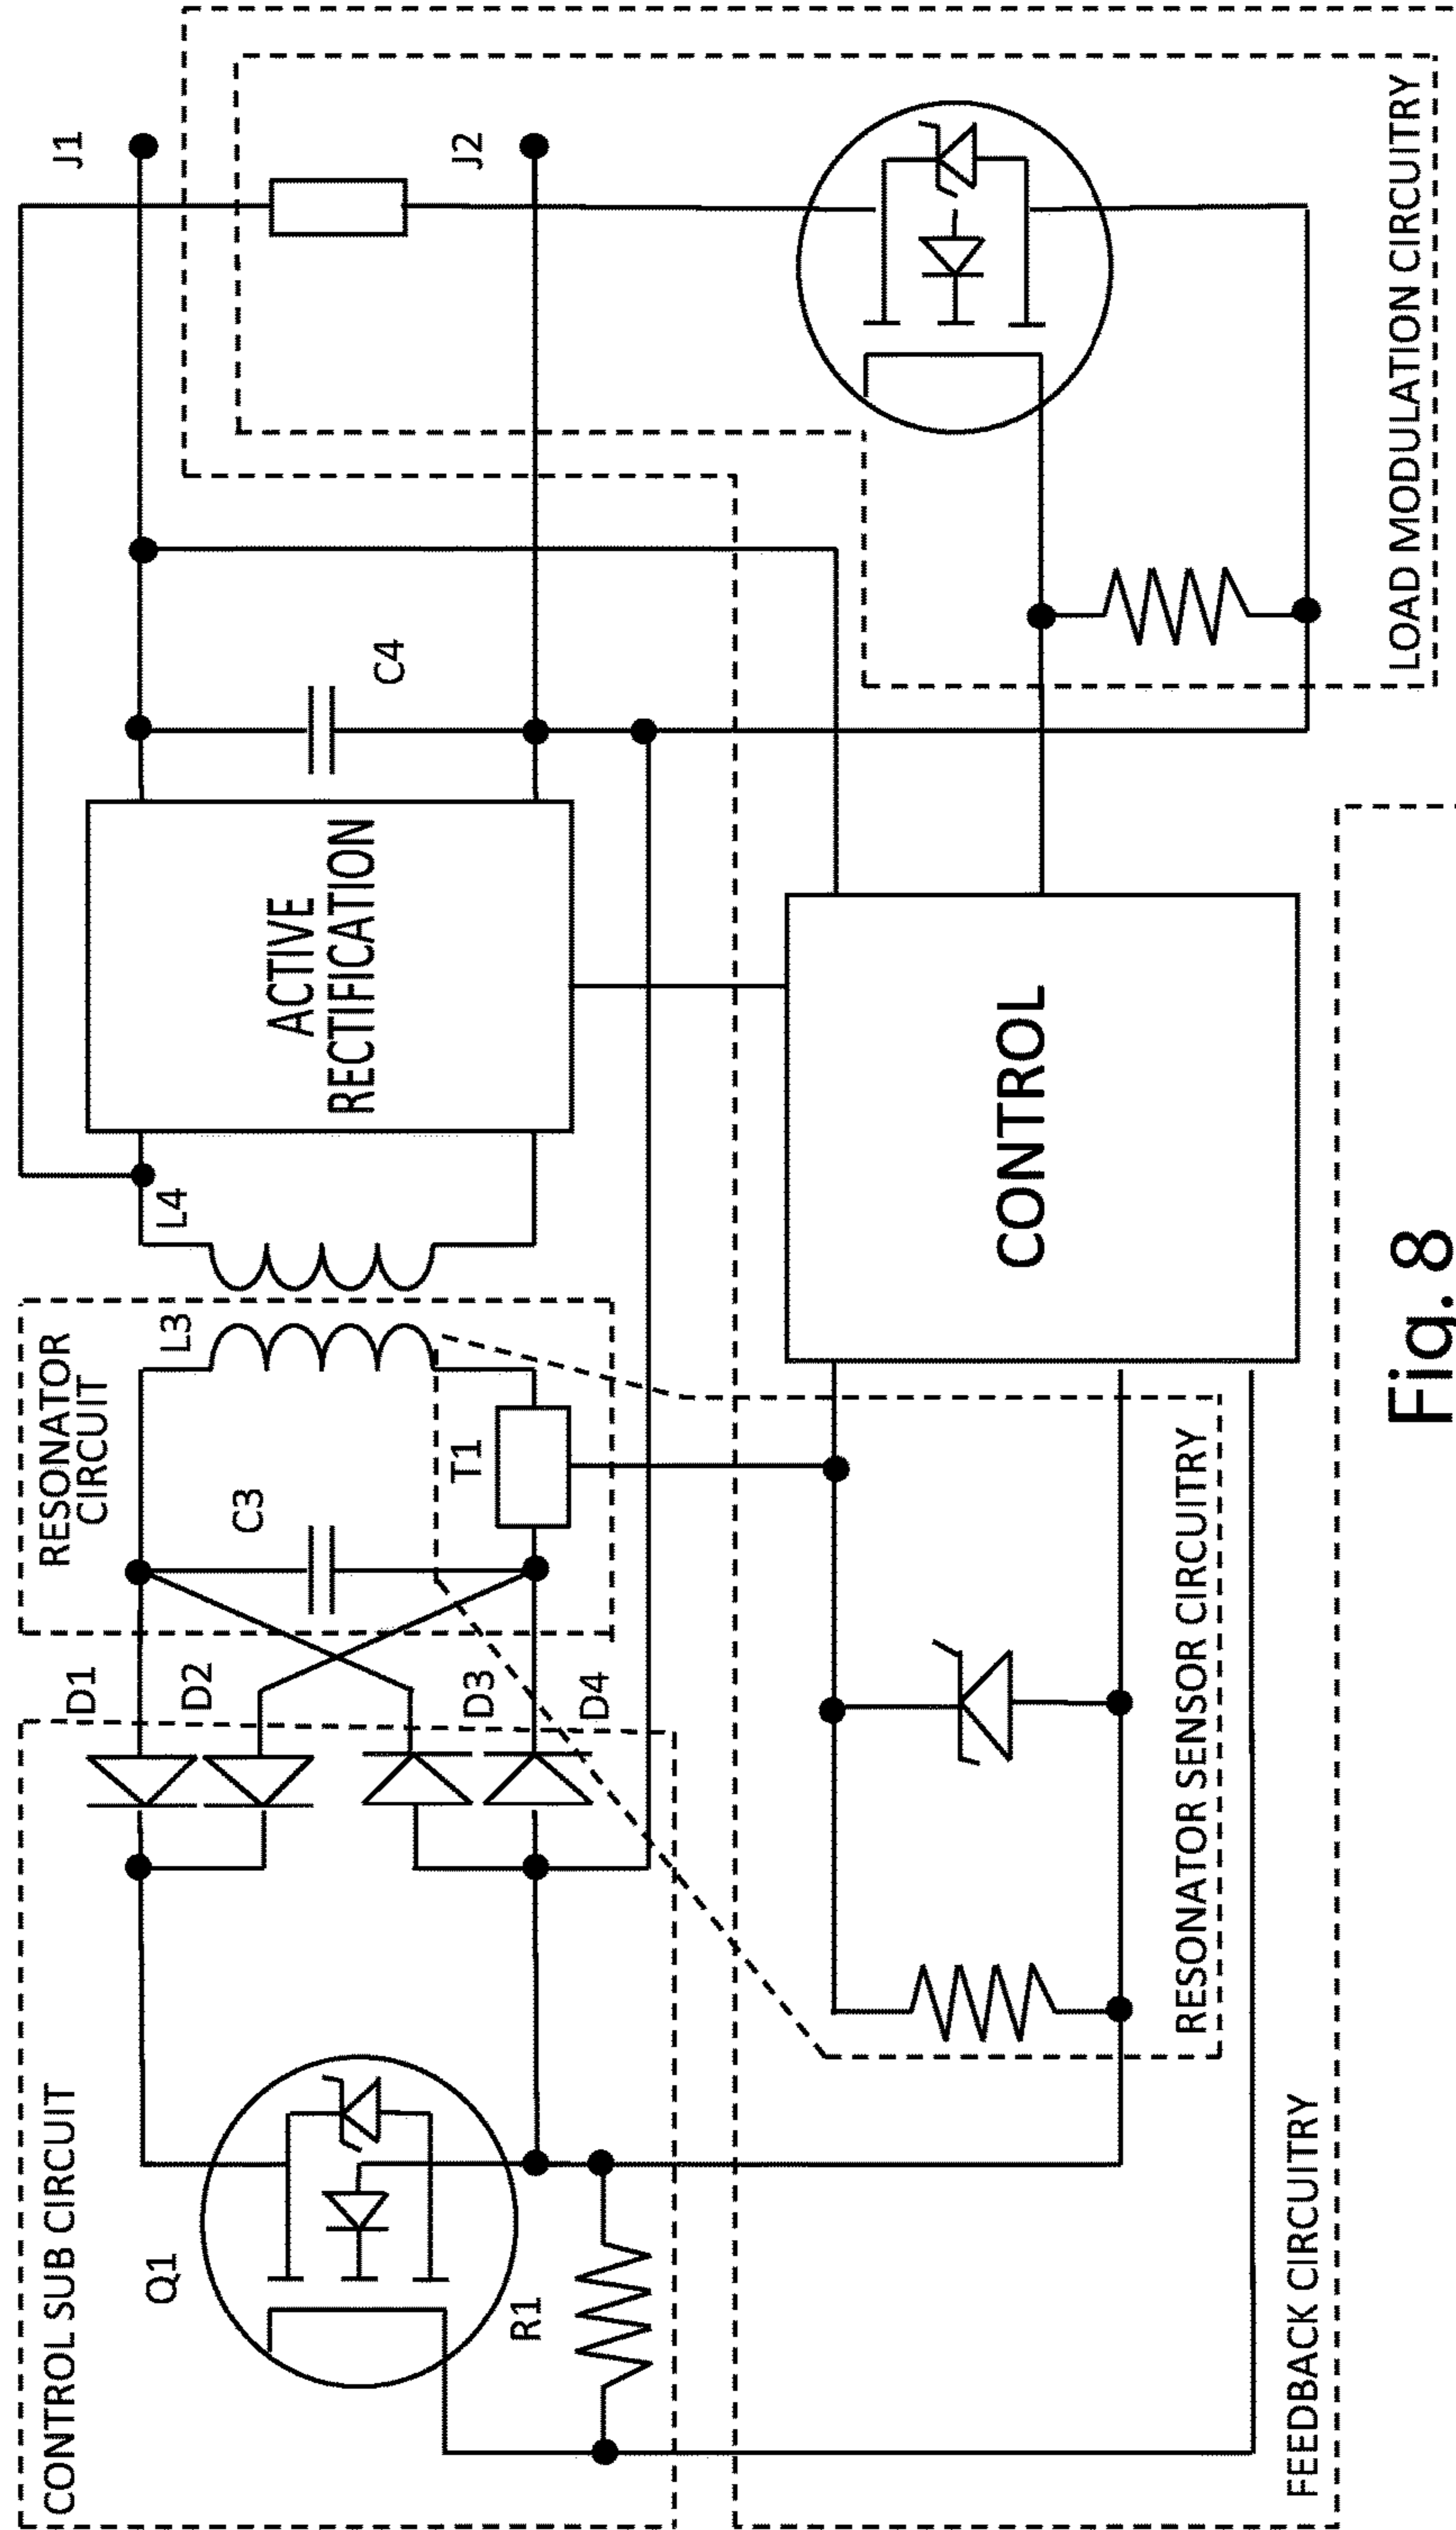 CONTROL SUB CIRCUIT
Q1
R1
D1
D2
D3
D4
RESONATOR
CIRCUIT
C3
L3
T1
L4
ACTIVE
RECTIFICATION
C4
J1
J2
RESONATOR SENSOR CIRCUITRY
CONTROL
FEEDBACK CIRCUITRY
LOAD MODULATION CIRCUITRY
Fig. 8